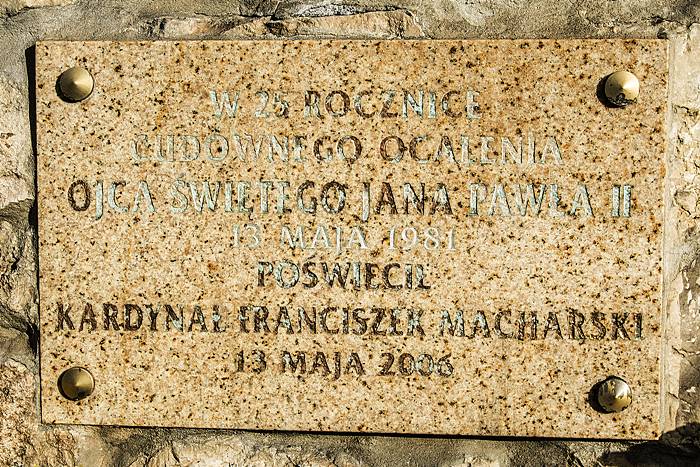 W 25 ROCZNICĘ
CUDOWNEGO OCALENIA
OJCA ŚWIĘTEGO JANA PAWŁA II
13 MAJA 1981
POŚWIĘCIŁ
KARDYNAŁ FRANCISZEK MACHARSKI
13 MAJA 2006